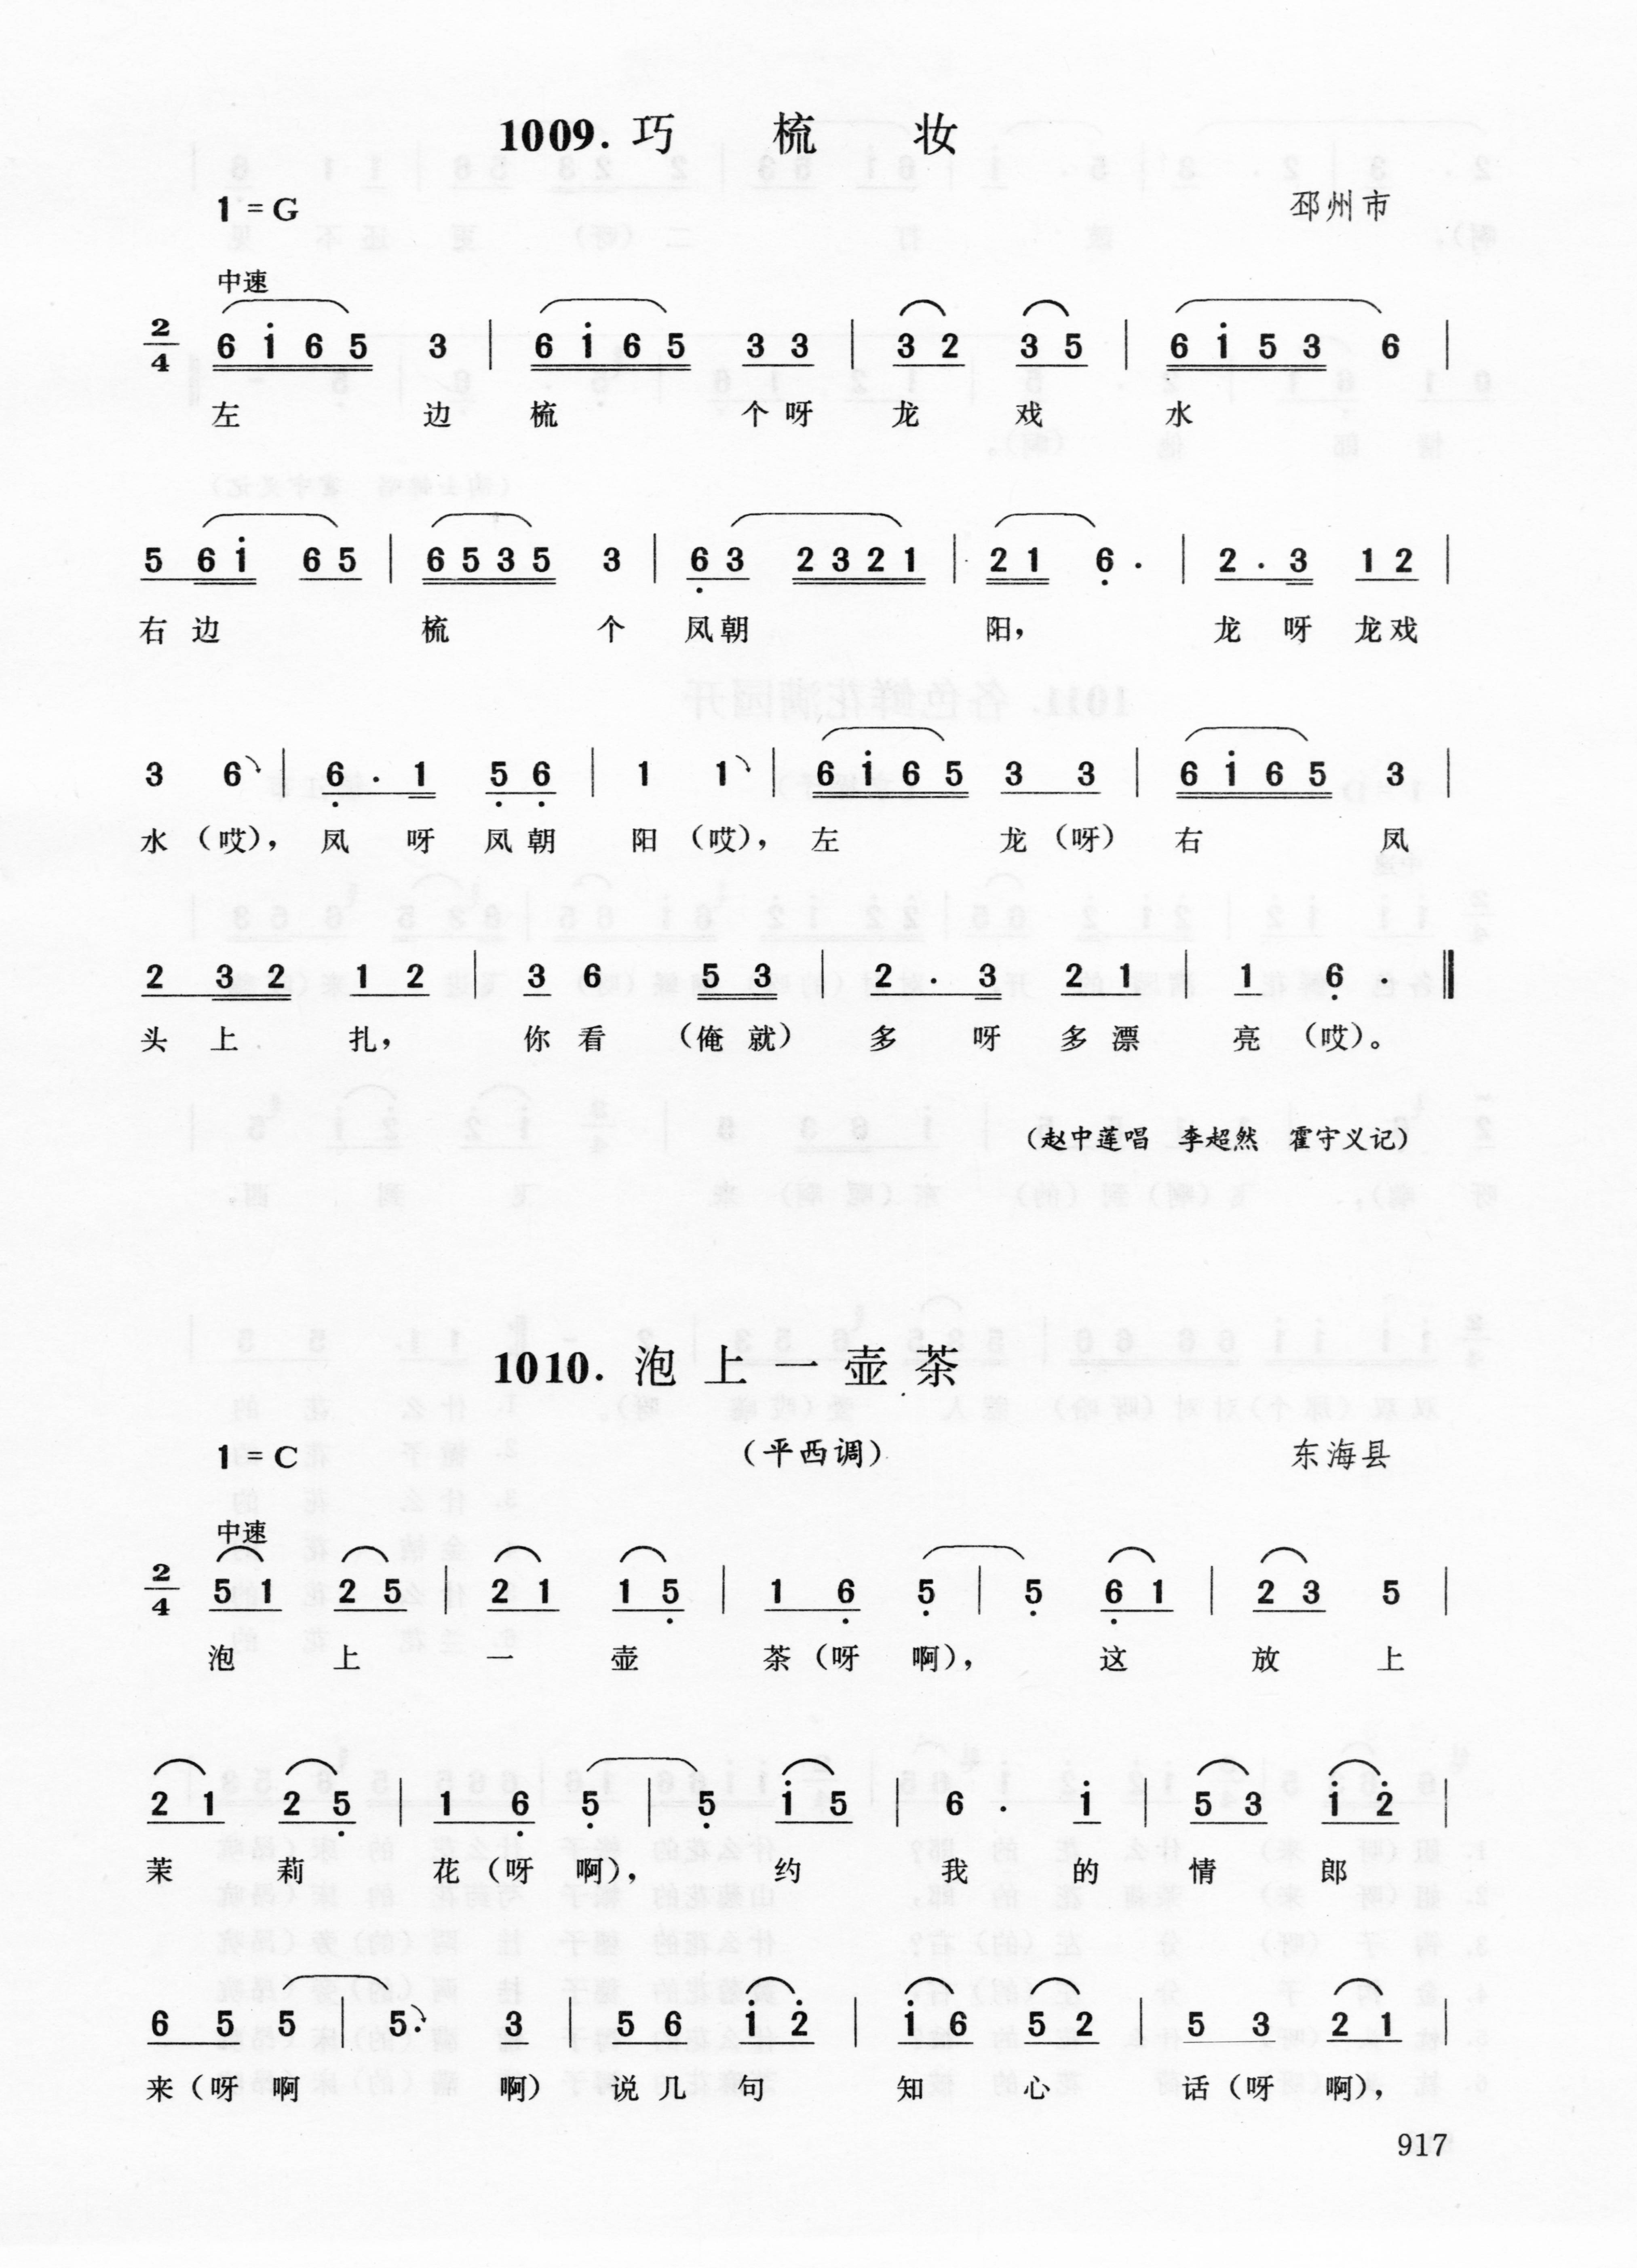 1009. 巧梳妆
1=G 邳州市
中速
2/4 6 i̇ 6 5 3 | 6 i̇ 6 5 3 3 | 3 2 3 5 | 6 i̇ 5 3 6 |
左 边 梳 个 呀 龙 戏 水
5 6 i̇ 6 5 | 6 5 3 5 3 | 6̣ 3 2 3 2 1 | 2 1 6̣ · | 2 · 3 1 2 |
右 边 梳 个 凤 朝 阳， 龙 呀 龙 戏
3 6 | 6̣ · 1 5̣ 6̣ | 1 1 | 6 i̇ 6 5 3 3 | 6 i̇ 6 5 3 |
水（哎）， 凤 呀 凤 朝 阳（哎）， 左 龙（呀） 右 凤
2 3 2 1 2 | 3 6 5 3 | 2 · 3 2 1 | 1 6̣ · ‖
头 上 扎， 你 看 （俺 就） 多 呀 多 漂 亮（哎）。
（赵中莲唱 李超然 霍守义记）
1010. 泡上一壶茶
1=C （平西调） 东海县
中速
2/4 5 1 2 5 | 2 1 1 5̣ | 1 6̣ 5̣ | 5̣ 6̣ 1 | 2 3 5 |
泡 上 一 壶 茶（呀 啊）， 这 放 上
2 1 2 5̣ | 1 6̣ 5̣ | 5̣ i̇ 5 | 6 · i̇ | 5 3 i̇ 2̇ |
茉 莉 花（呀 啊）， 约 我 的 情 郎
6 5 5 | 5· 3 | 5 6 i̇ 2̇ | i̇ 6 5 2 | 5 3 2 1 |
来（呀 啊 啊） 说 几 句 知 心 话（呀 啊），
917